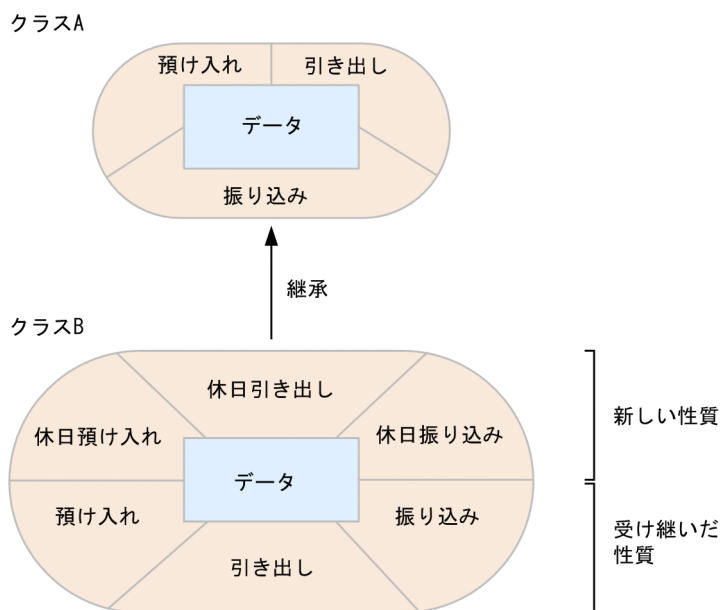 クラスA
預け入れ
引き出し
データ
振り込み
継承
クラスB
休日引き出し
休日預け入れ
休日振り込み
新しい性質
データ
預け入れ
振り込み
引き出し
受け継いだ
性質